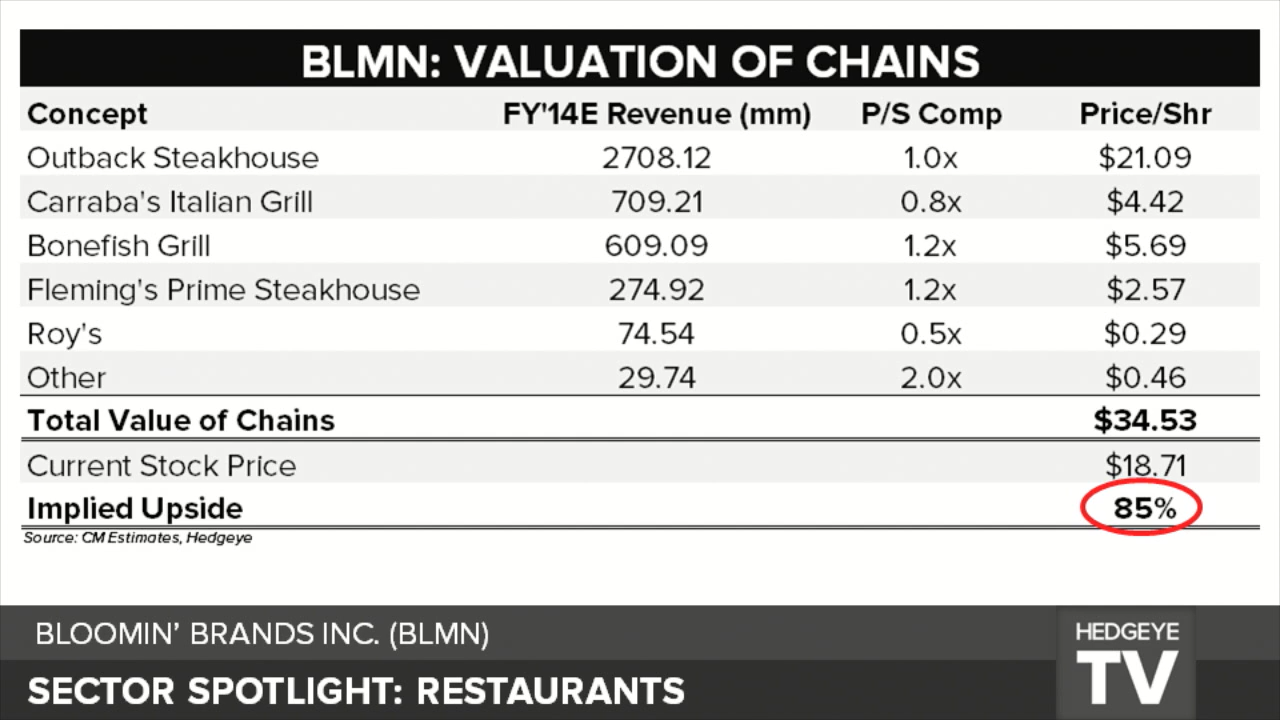 BLMN: VALUATION OF CHAINS
Concept FY'14E Revenue (mm) P/S Comp Price/Shr
Outback Steakhouse 2708.12 1.0x $21.09
Carraba's Italian Grill 709.21 0.8x $4.42
Bonefish Grill 609.09 1.2x $5.69
Fleming's Prime Steakhouse 274.92 1.2x $2.57
Roy's 74.54 0.5x $0.29
Other 29.74 2.0x $0.46
Total Value of Chains $34.53
Current Stock Price $18.71
Implied Upside 85%
Source: CM Estimates, Hedgeye
BLOOMIN' BRANDS INC. (BLMN)
SECTOR SPOTLIGHT: RESTAURANTS
HEDGEYE
TV